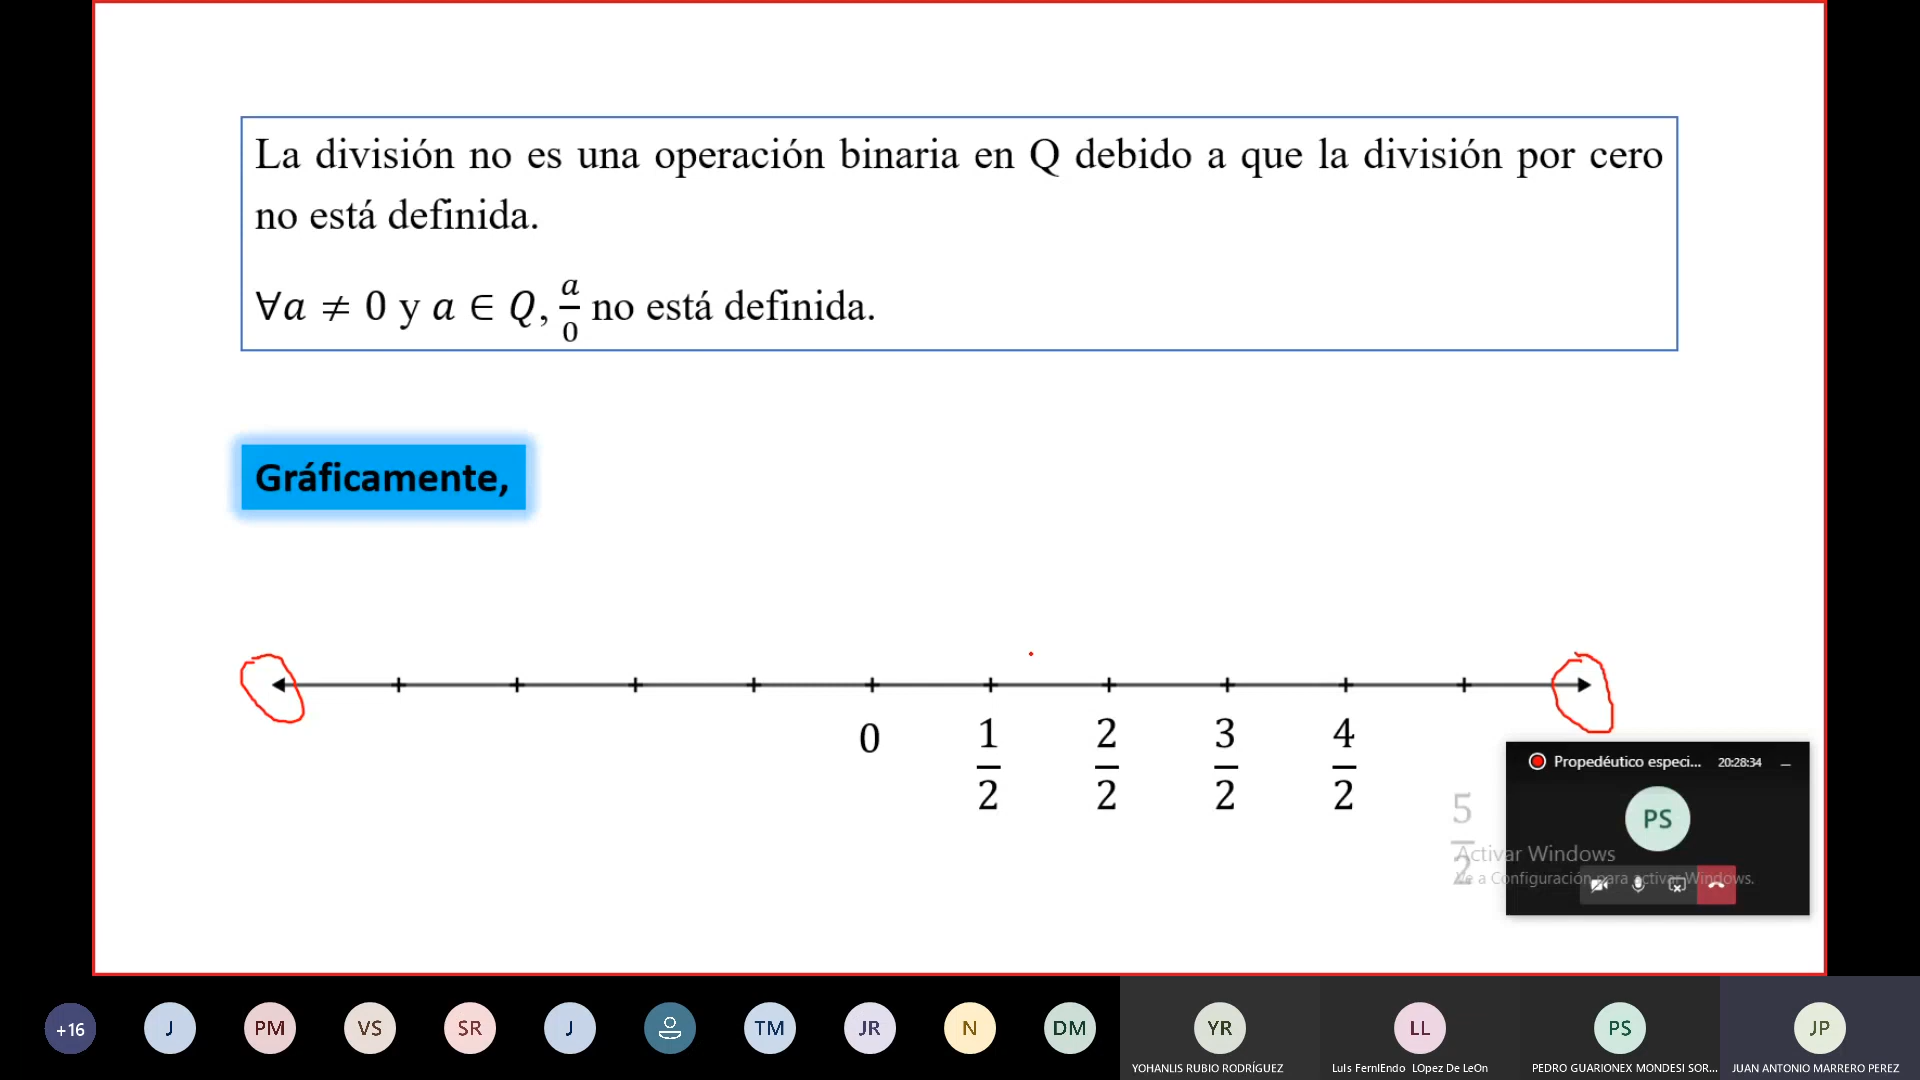 La división no es una operación binaria en Q debido a que la división por cero
no está definida.
∀a ≠ 0 y a ∈ Q, a/0 no está definida.
Gráficamente,
0 1/2 2/2 3/2 4/2 5/2
Propedéutico especi... 20:28:34
PS
Activar Windows
Ve a Configuración para activar Windows.
+16 J PM VS SR J TM JR N DM YR LL PS JP
YOHANLIS RUBIO RODRÍGUEZ LuIs FernIEndo LOpez De LeOn PEDRO GUARIONEX MONDESI SOR... JUAN ANTONIO MARRERO PEREZ